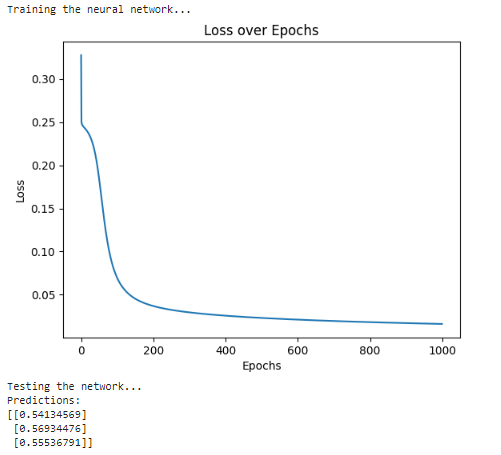 Training the neural network...
Loss over Epochs
0.30
0.25
0.20
0.15
0.10
0.05
Loss
0 200 400 600 800 1000
Epochs
Testing the network...
Predictions:
[[0.54134569]
[0.56934476]
[0.55536791]]